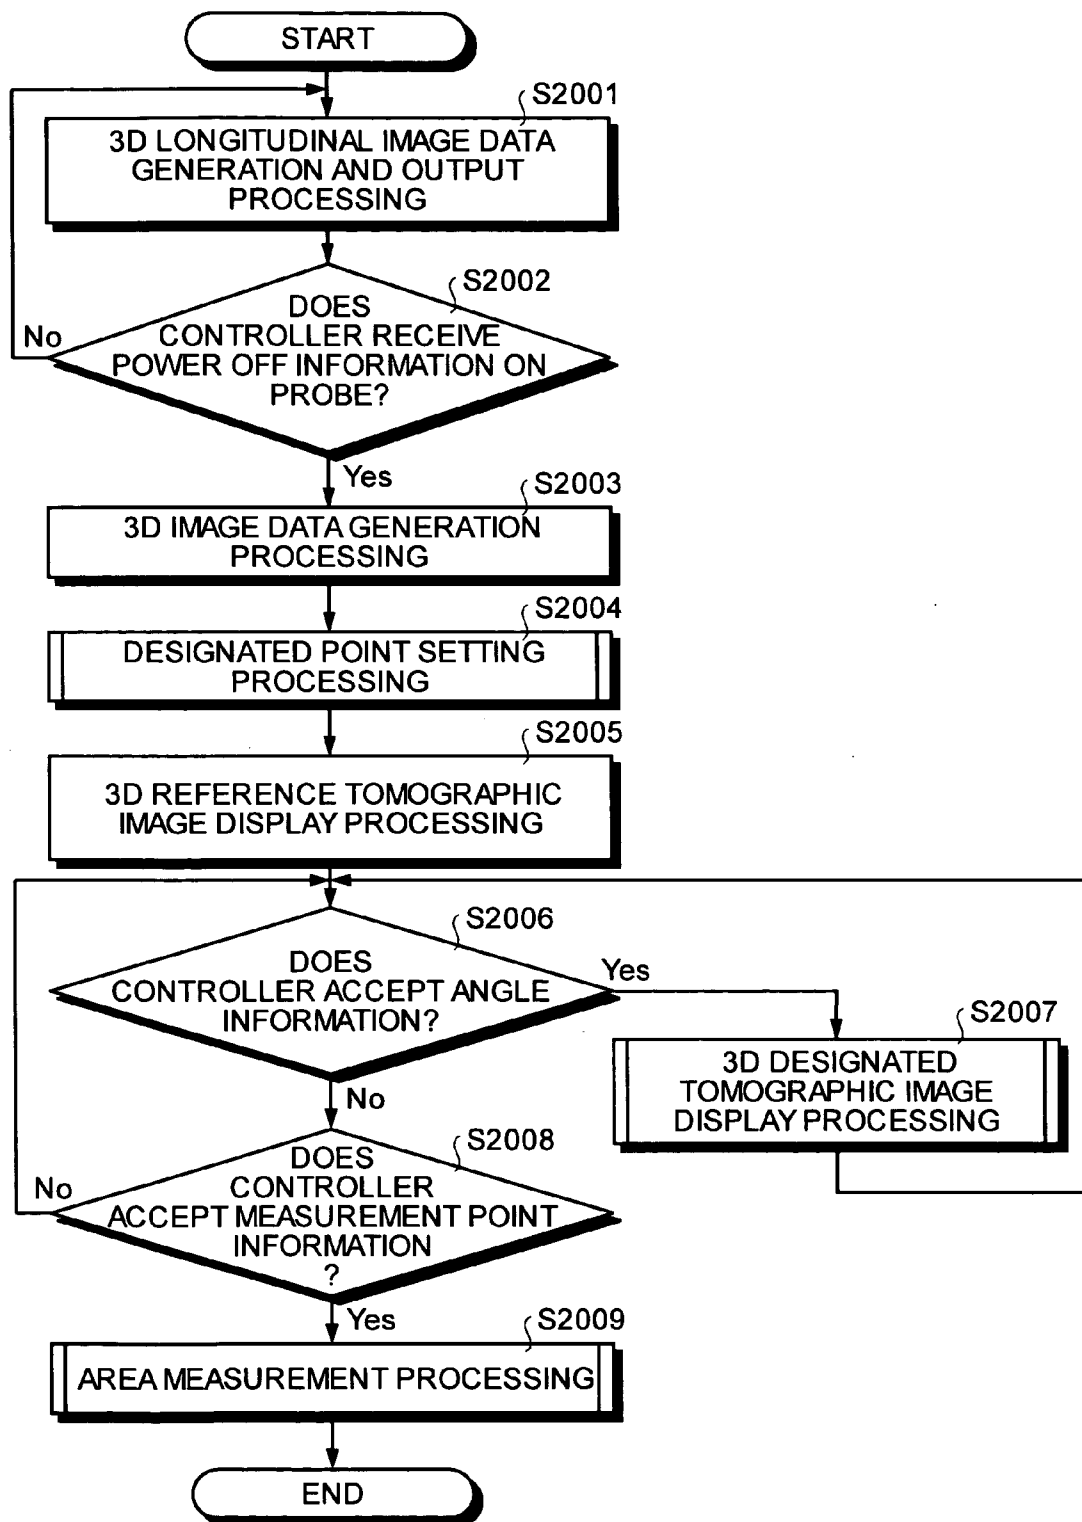 START
S2001
3D LONGITUDINAL IMAGE DATA
GENERATION AND OUTPUT
PROCESSING
S2002
DOES
CONTROLLER RECEIVE
POWER OFF INFORMATION ON
PROBE?
No
Yes
S2003
3D IMAGE DATA GENERATION
PROCESSING
S2004
DESIGNATED POINT SETTING
PROCESSING
S2005
3D REFERENCE TOMOGRAPHIC
IMAGE DISPLAY PROCESSING
S2006
DOES
CONTROLLER ACCEPT ANGLE
INFORMATION?
Yes
No
S2007
3D DESIGNATED
TOMOGRAPHIC IMAGE
DISPLAY PROCESSING
S2008
DOES
CONTROLLER
ACCEPT MEASUREMENT POINT
INFORMATION
?
No
Yes
S2009
AREA MEASUREMENT PROCESSING
END